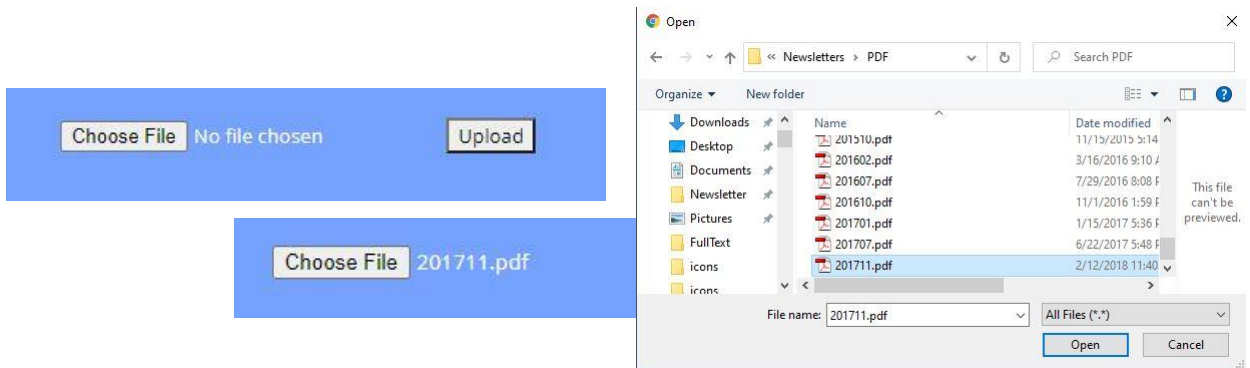 Choose File No file chosen Upload
Choose File 201711.pdf
Open
« Newsletters > PDF
Search PDF
Organize New folder
Downloads
Desktop
Documents
Newsletter
Pictures
FullText
icons
icons
Name Date modified
201510.pdf 11/15/2015 5:14
201602.pdf 3/16/2016 9:10
201607.pdf 7/29/2016 8:08
201610.pdf 11/1/2016 1:59
201701.pdf 1/15/2017 5:36
201707.pdf 6/22/2017 5:48
201711.pdf 2/12/2018 11:40
This file
can't be
previewed.
File name: 201711.pdf All Files (*.*)
Open Cancel